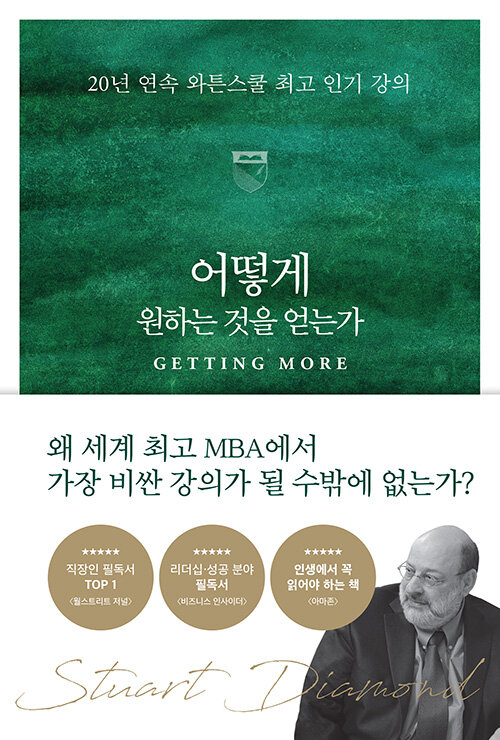 20년 연속 와튼스쿨 최고 인기 강의
어떻게
원하는 것을 얻는가
GETTING MORE
왜 세계 최고 MBA에서
가장 비싼 강의가 될 수밖에 없는가?
★★★★★
직장인 필독서
TOP 1
〈월스트리트 저널〉
★★★★★
리더십·성공 분야
필독서
〈비즈니스 인사이더〉
★★★★★
인생에서 꼭
읽어야 하는 책
〈아마존〉
Stuart Diamond